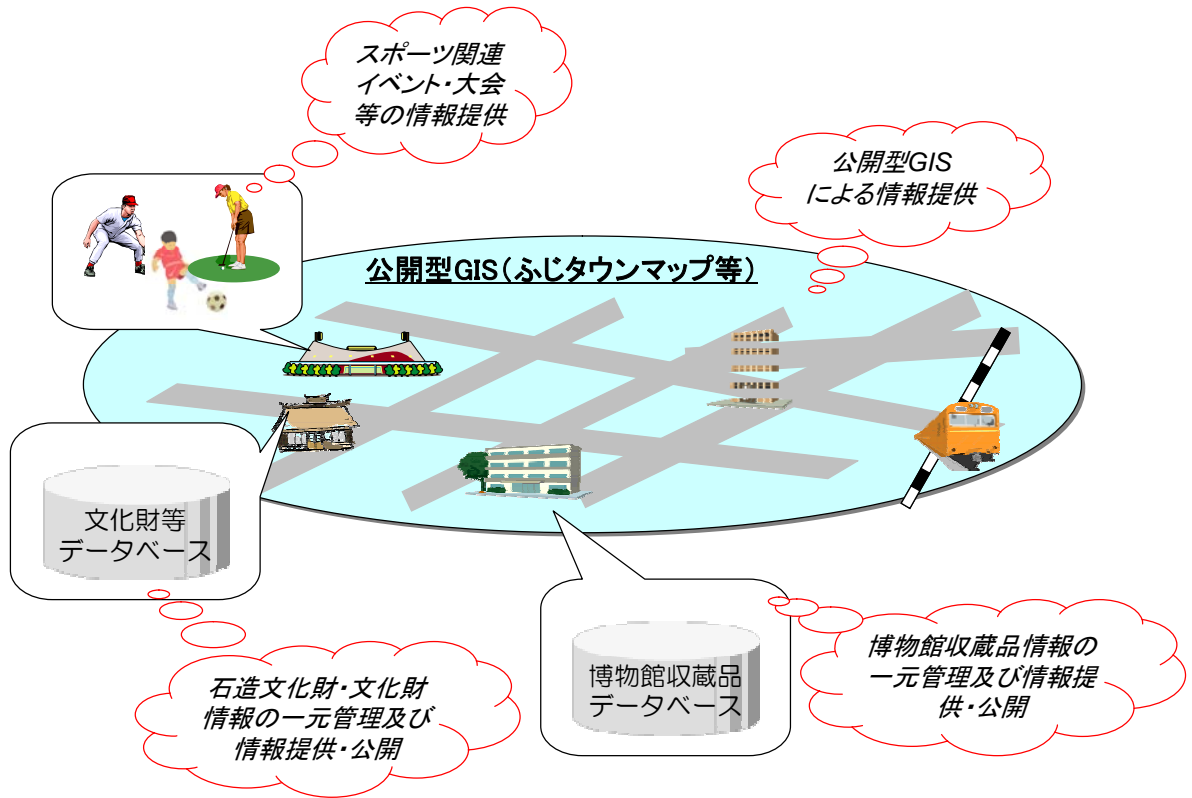 スポーツ関連
イベント・大会
等の情報提供
公開型GIS
による情報提供
公開型GIS（ふじタウンマップ等）
文化財等
データベース
博物館収蔵品
データベース
博物館収蔵品情報の
一元管理及び情報提
供・公開
石造文化財・文化財
情報の一元管理及び
情報提供・公開